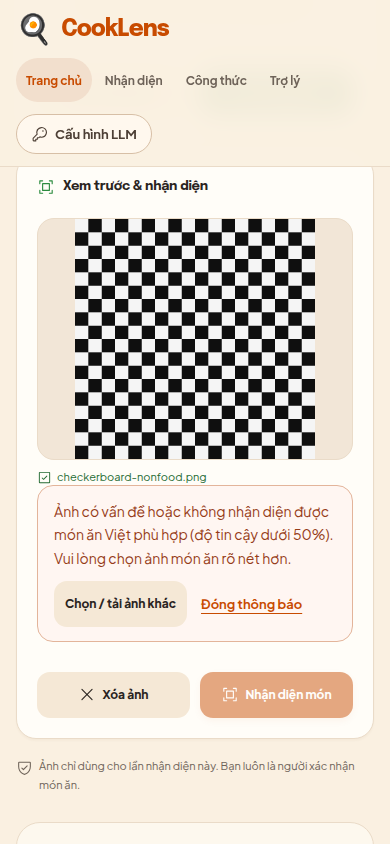 CookLens
Trang chủ
Nhận diện
Công thức
Trợ lý
Cấu hình LLM
Xem trước & nhận diện
checkerboard-nonfood.png
Ảnh có vấn đề hoặc không nhận diện được
món ăn Việt phù hợp (độ tin cậy dưới 50%).
Vui lòng chọn ảnh món ăn rõ nét hơn.
Chọn / tải ảnh khác
Đóng thông báo
Xóa ảnh
Nhận diện món
Ảnh chỉ dùng cho lần nhận diện này. Bạn luôn là người xác nhận
món ăn.